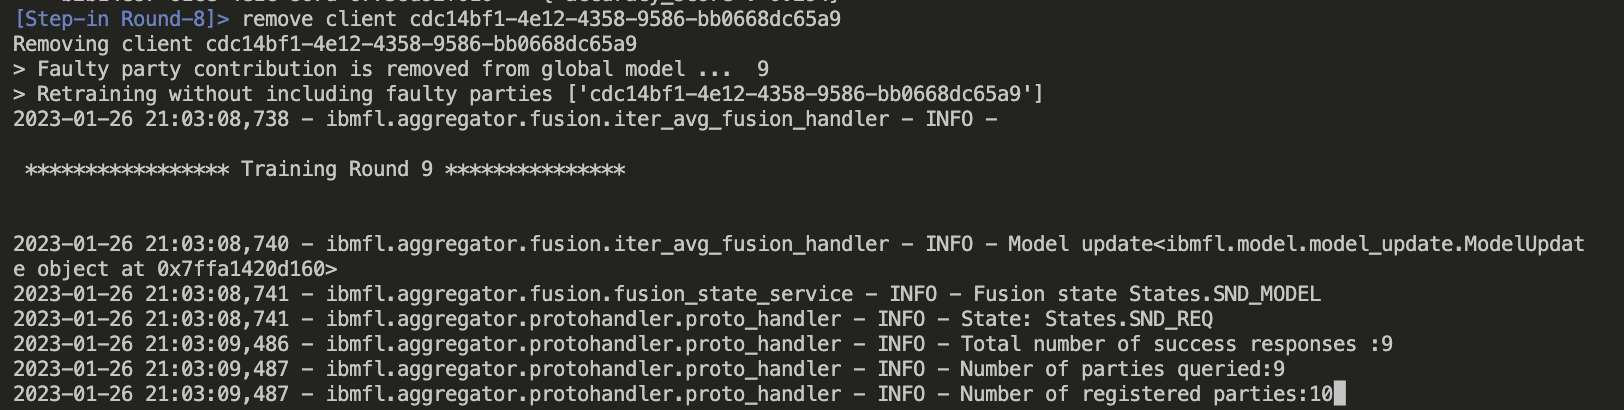 [Step-in Round-8]> remove client cdc14bf1-4e12-4358-9586-bb0668dc65a9
Removing client cdc14bf1-4e12-4358-9586-bb0668dc65a9
> Faulty party contribution is removed from global model ...  9
> Retraining without including faulty parties ['cdc14bf1-4e12-4358-9586-bb0668dc65a9']
2023-01-26 21:03:08,738 - ibmfl.aggregator.fusion.iter_avg_fusion_handler - INFO -
***************** Training Round 9 ***************
2023-01-26 21:03:08,740 - ibmfl.aggregator.fusion.iter_avg_fusion_handler - INFO - Model update<ibmfl.model.model_update.ModelUpdat
e object at 0x7ffa1420d160>
2023-01-26 21:03:08,741 - ibmfl.aggregator.fusion.fusion_state_service - INFO - Fusion state States.SND_MODEL
2023-01-26 21:03:08,741 - ibmfl.aggregator.protohandler.proto_handler - INFO - State: States.SND_REQ
2023-01-26 21:03:09,486 - ibmfl.aggregator.protohandler.proto_handler - INFO - Total number of success responses :9
2023-01-26 21:03:09,487 - ibmfl.aggregator.protohandler.proto_handler - INFO - Number of parties queried:9
2023-01-26 21:03:09,487 - ibmfl.aggregator.protohandler.proto_handler - INFO - Number of registered parties:10